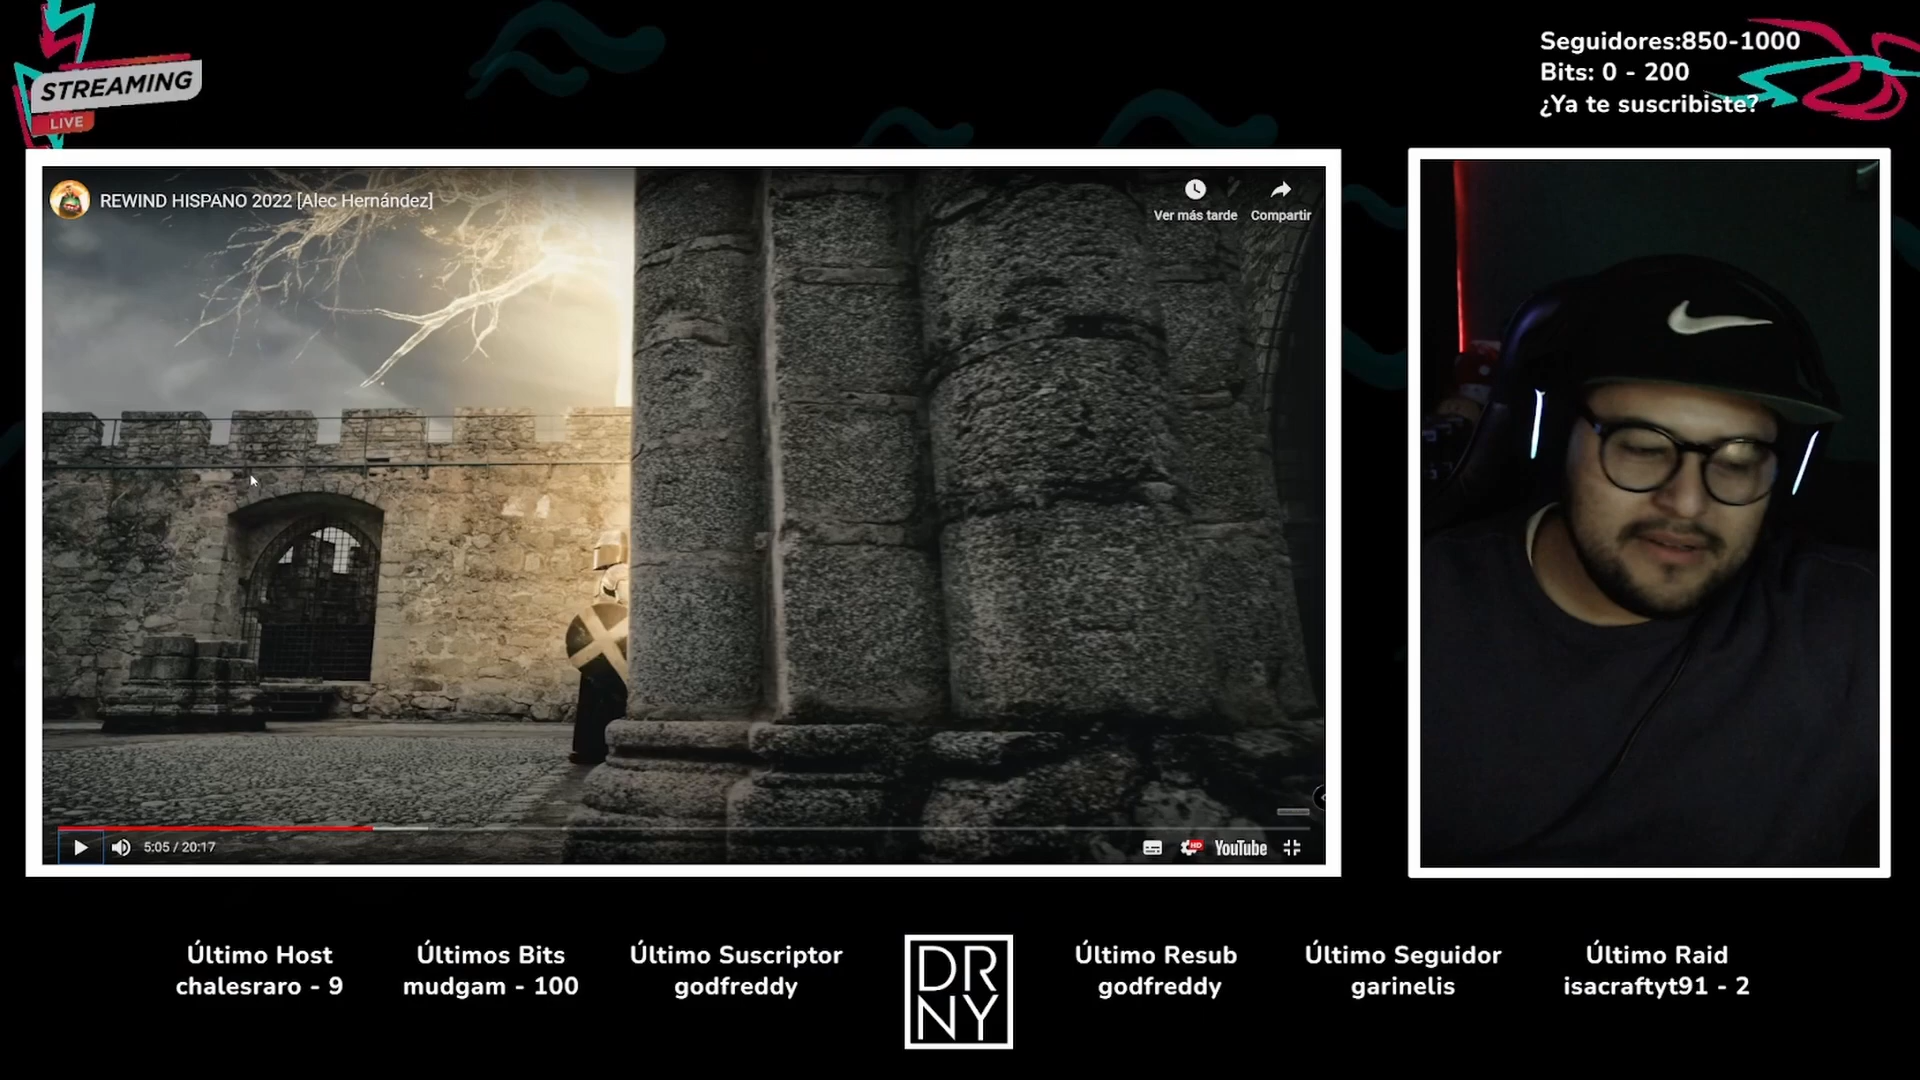 STREAMING
LIVE
Seguidores:850-1000
Bits: 0 - 200
¿Ya te suscribiste?
REWIND HISPANO 2022 [Alec Hernández]
Ver más tarde
Compartir
5:05 / 20:17
HD
YouTube
Último Host
chalesraro - 9
Últimos Bits
mudgam - 100
Último Suscriptor
godfreddy
DR
NY
Último Resub
godfreddy
Último Seguidor
garinelis
Último Raid
isacraftyt91 - 2